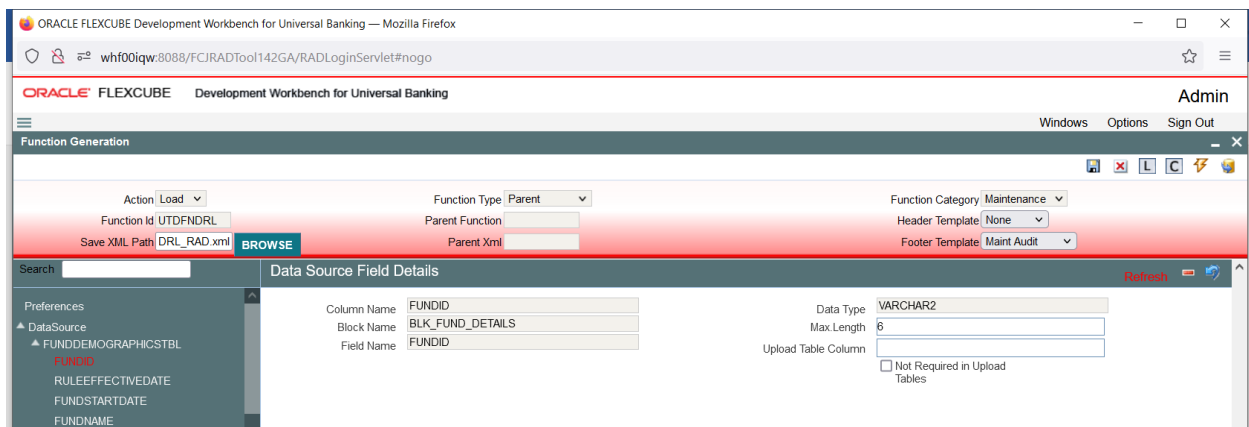 ORACLE FLEXCUBE Development Workbench for Universal Banking — Mozilla Firefox
whf00iqw:8088/FCJRADTool142GA/RADLoginServlet#nogo
ORACLE FLEXCUBE Development Workbench for Universal Banking Admin
Windows Options Sign Out
Function Generation
L C
Action Load Function Type Parent Function Category Maintenance
Function Id UTDFNDRL Parent Function Header Template None
Save XML Path DRL_RAD.xml BROWSE Parent Xml Footer Template Maint Audit
Search Data Source Field Details Refresh
Preferences Column Name FUNDID Data Type VARCHAR2
DataSource Block Name BLK_FUND_DETAILS Max.Length 6
FUNDDEMOGRAPHICSTBL Field Name FUNDID Upload Table Column
FUNDID Not Required in Upload
RULEEFFECTIVEDATE Tables
FUNDSTARTDATE
FUNDNAME